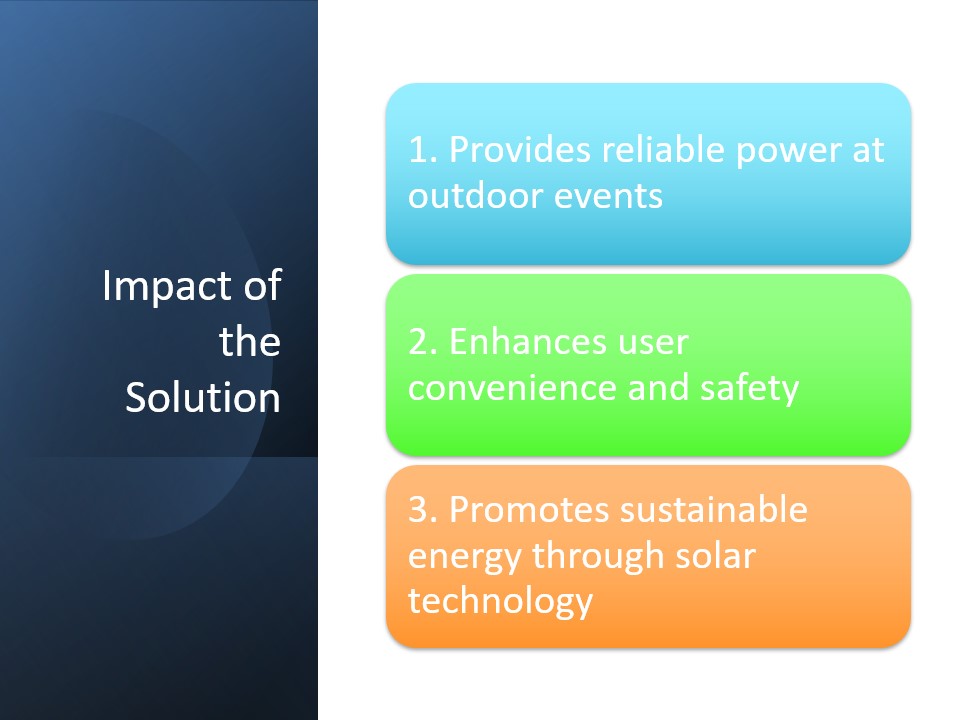 Impact of
the
Solution
1. Provides reliable power at
outdoor events
2. Enhances user
convenience and safety
3. Promotes sustainable
energy through solar
technology